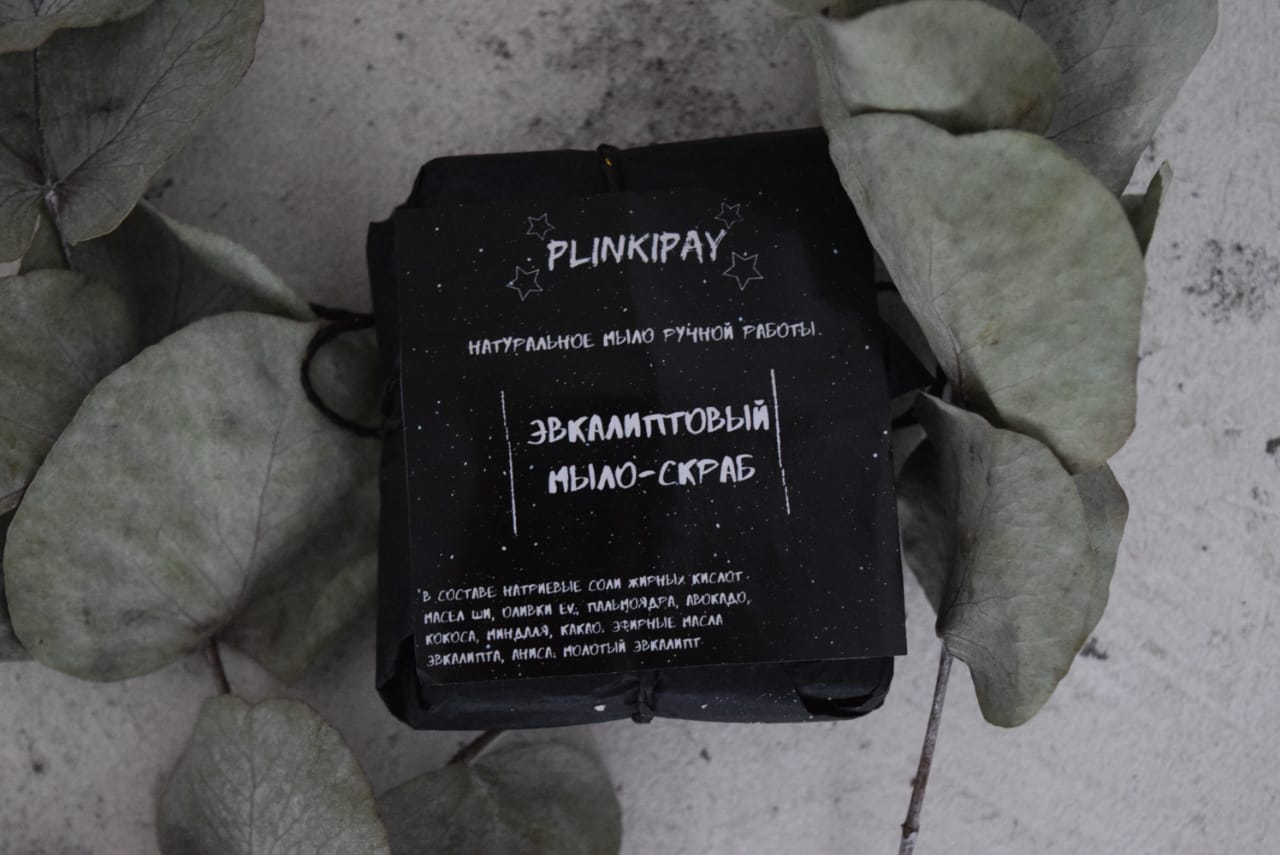 PLINKIPAY
НАТУРАЛЬНОЕ МЫЛО РУЧНОЙ РАБОТЫ.
ЭВКАЛИПТОВЫЙ
МЫЛО-СКРАБ
В СОСТАВЕ НАТРИЕВЫЕ СОЛИ ЖИРНЫХ КИСЛОТ
МАСЕЛ ШИ, ОЛИВКИ E.V., ПАЛЬМОЯДРА, АВОКАДО,
КОКОСА, МИНДАЛЯ, КАКАО. ЭФИРНЫЕ МАСЛА
ЭВКАЛИПТА, АНИСА. МОЛОТЫЙ ЭВКАЛИПТ